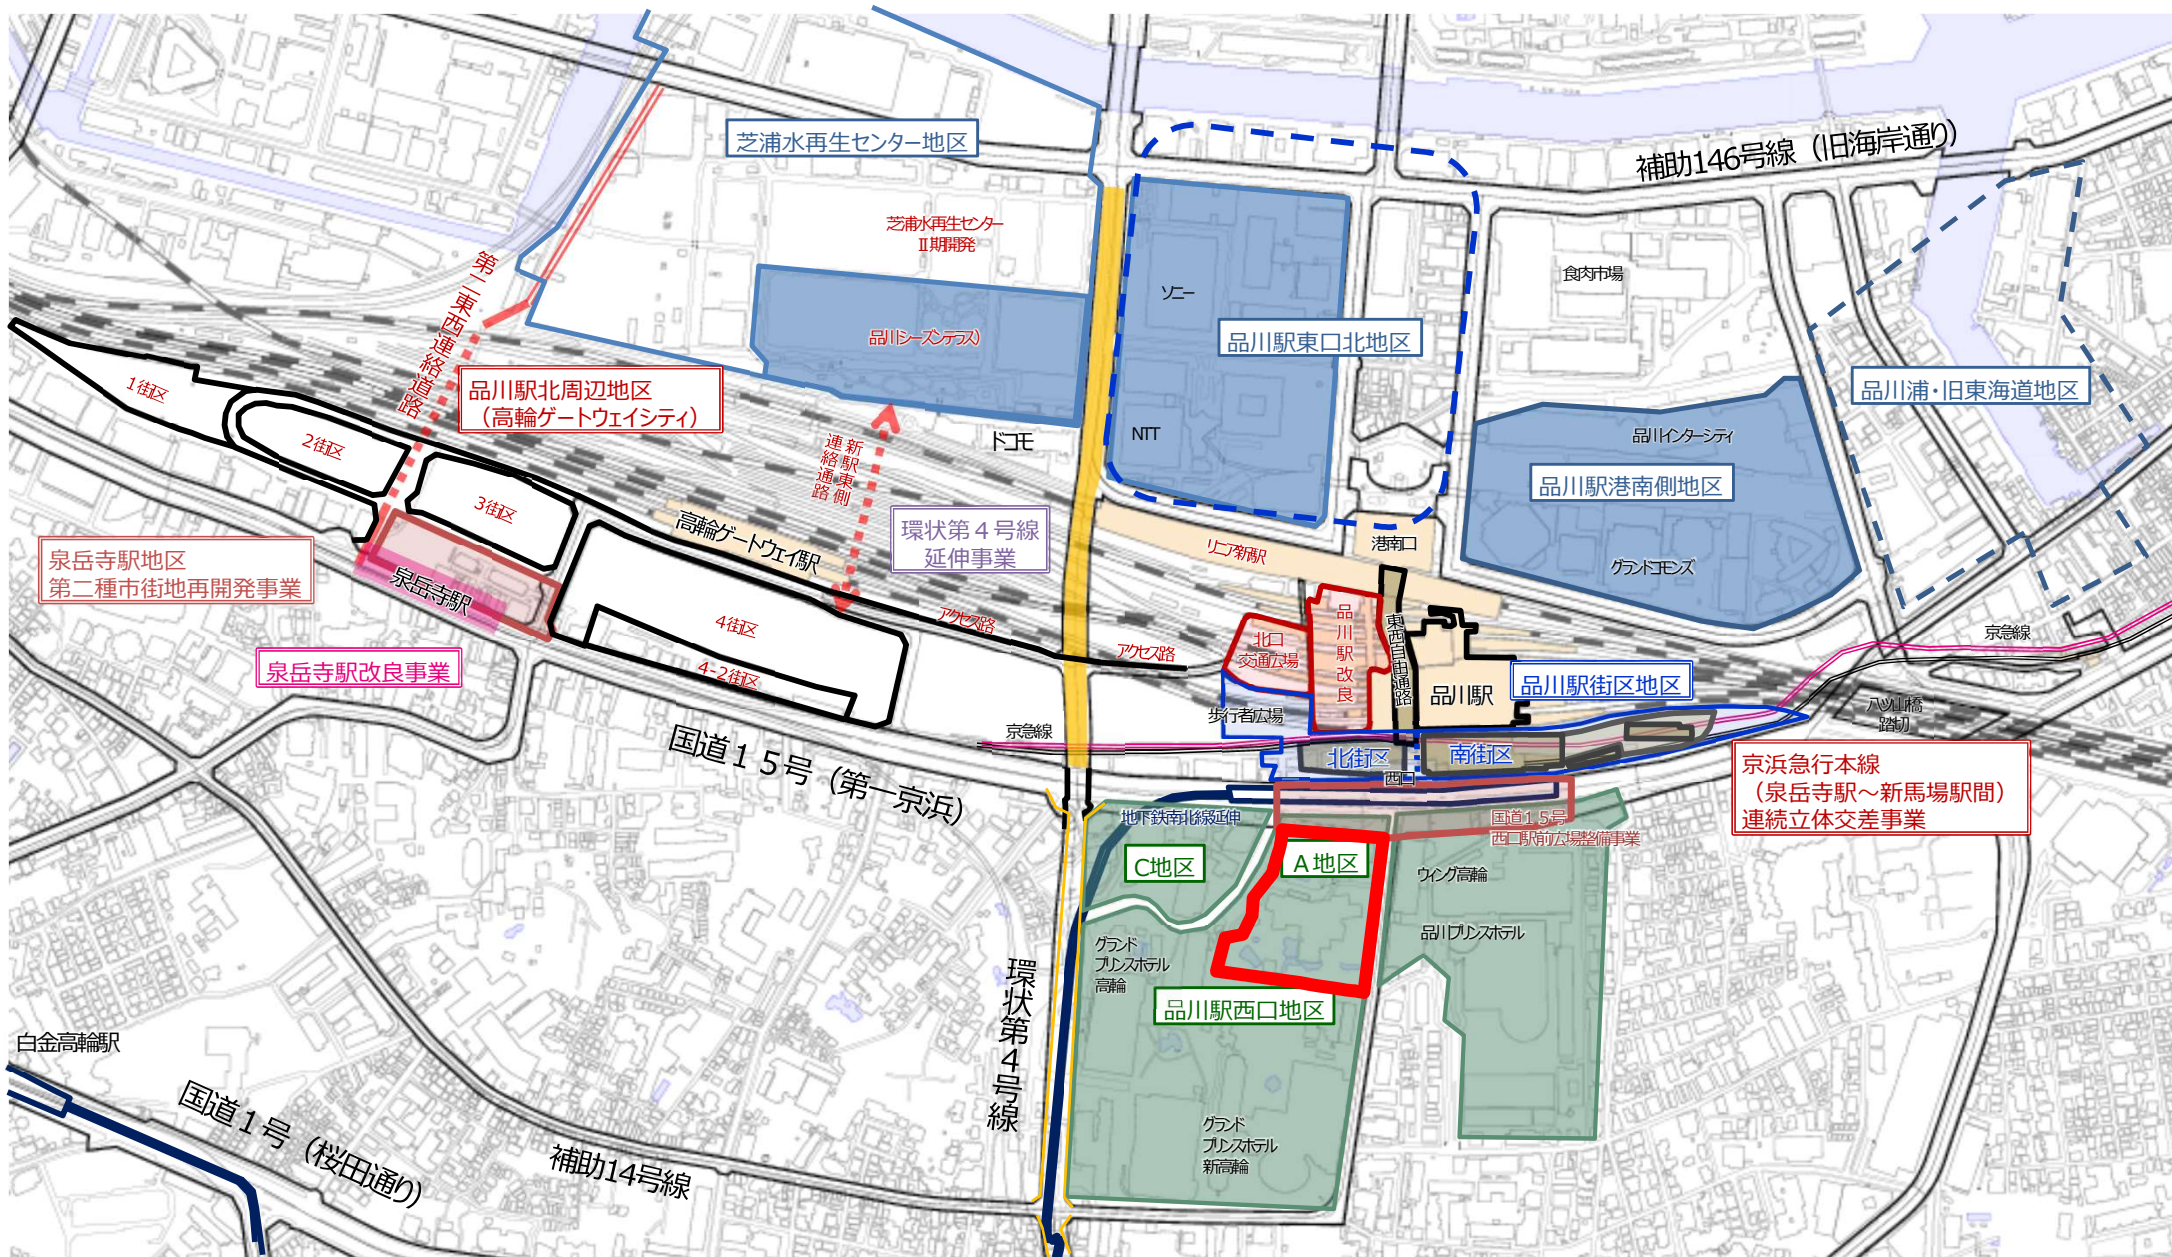 芝浦水再生センター地区
補助146号線（旧海岸通り）
芝浦水再生センター
Ⅱ期開発
第二東西連絡道路
ソニー
食肉市場
品川シーズンテラス）
品川駅東口北地区
品川浦・旧東海道地区
1街区
品川駅北周辺地区
（高輪ゲートウェイシティ）
2街区
新駅東側
連絡通路
ドコモ
NTT
品川インターシティ
品川駅港南側地区
3街区
高輪ゲートウェイ駅
環状第４号線
延伸事業
リニア新駅
港南口
グランドコモンズ
泉岳寺駅地区
第二種市街地再開発事業
泉岳寺駅
4街区
アクセス路
アクセス路
北口
交通広場
品川駅改良
東西自由通路
京急線
泉岳寺駅改良事業
4-2街区
品川駅
品川駅街区地区
歩行者広場
八ツ山橋
踏切
京急線
国道１５号（第一京浜）
北街区
南街区
西口
京浜急行本線
（泉岳寺駅～新馬場駅間）
連続立体交差事業
地下鉄南北線延伸
国道１５号
西口駅前広場整備事業
C地区
A地区
ウィング高輪
グランド
プリンスホテル
高輪
品川プリンスホテル
環状第４号線
品川駅西口地区
白金高輪駅
国道１号（桜田通り）
補助14号線
グランド
プリンスホテル
新高輪